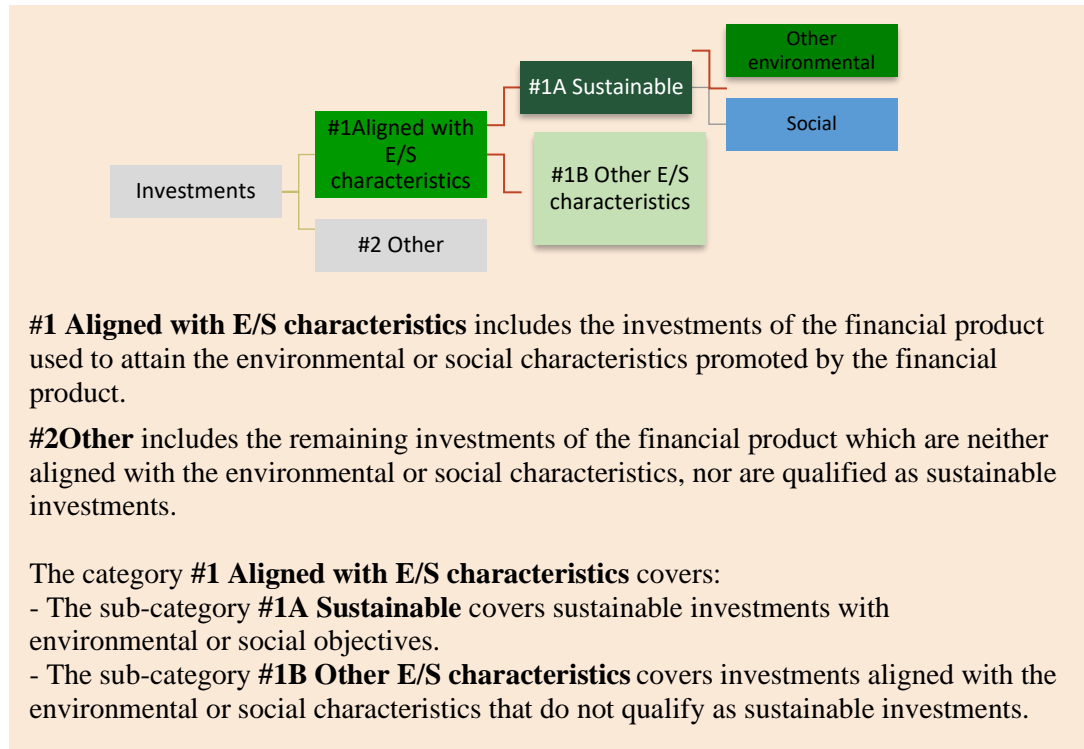 Other
environmental
#1A Sustainable
Social
#1Aligned with
E/S
characteristics
#1B Other E/S
characteristics
Investments
#2 Other
#1 Aligned with E/S characteristics includes the investments of the financial product
used to attain the environmental or social characteristics promoted by the financial
product.
#2Other includes the remaining investments of the financial product which are neither
aligned with the environmental or social characteristics, nor are qualified as sustainable
investments.
The category #1 Aligned with E/S characteristics covers:
- The sub-category #1A Sustainable covers sustainable investments with
environmental or social objectives.
- The sub-category #1B Other E/S characteristics covers investments aligned with the
environmental or social characteristics that do not qualify as sustainable investments.